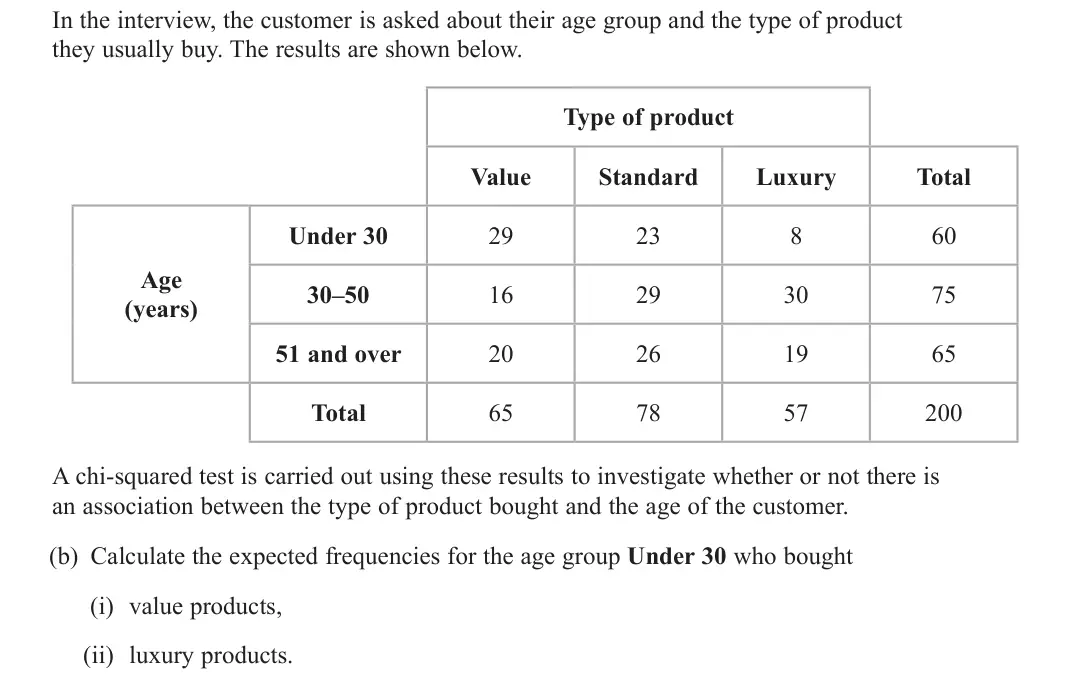 In the interview, the customer is asked about their age group and the type of product
they usually buy. The results are shown below.
Type of product
Value Standard Luxury Total
Under 30 29 23 8 60
Age
(years)
30–50 16 29 30 75
51 and over 20 26 19 65
Total 65 78 57 200
A chi-squared test is carried out using these results to investigate whether or not there is
an association between the type of product bought and the age of the customer.
(b) Calculate the expected frequencies for the age group Under 30 who bought
(i) value products,
(ii) luxury products.